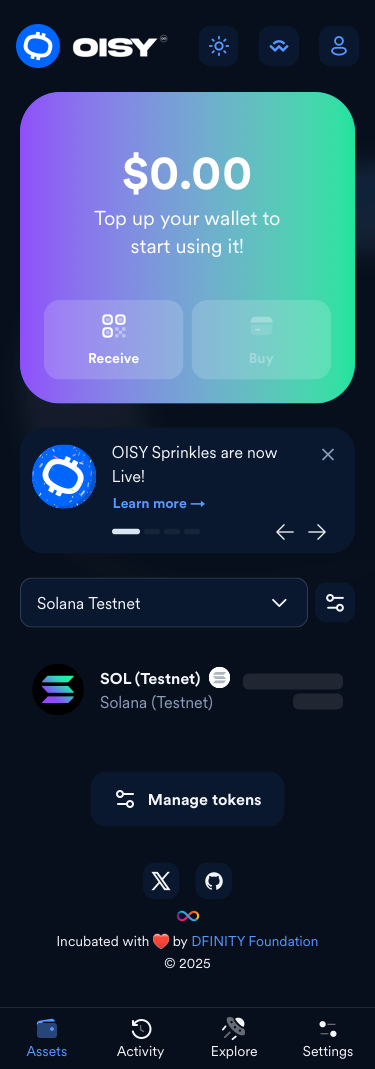 OISY
$0.00
Top up your wallet to
start using it!
Receive
Buy
OISY Sprinkles are now
Live!
Learn more →
Solana Testnet
SOL (Testnet)
Solana (Testnet)
Manage tokens
Incubated with ❤️ by DFINITY Foundation
© 2025
Assets
Activity
Explore
Settings